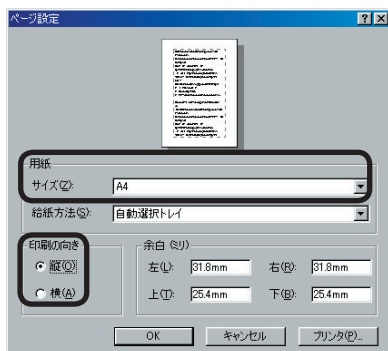 ページ設定
用紙
サイズ(Z): A4
給紙方法(S): 自動選択トレイ
印刷の向き
縦(O)
横(A)
余白 (ミリ)
左(L): 31.8mm 右(R): 31.8mm
上(T): 25.4mm 下(B): 25.4mm
OK キャンセル プリンタ(P)...